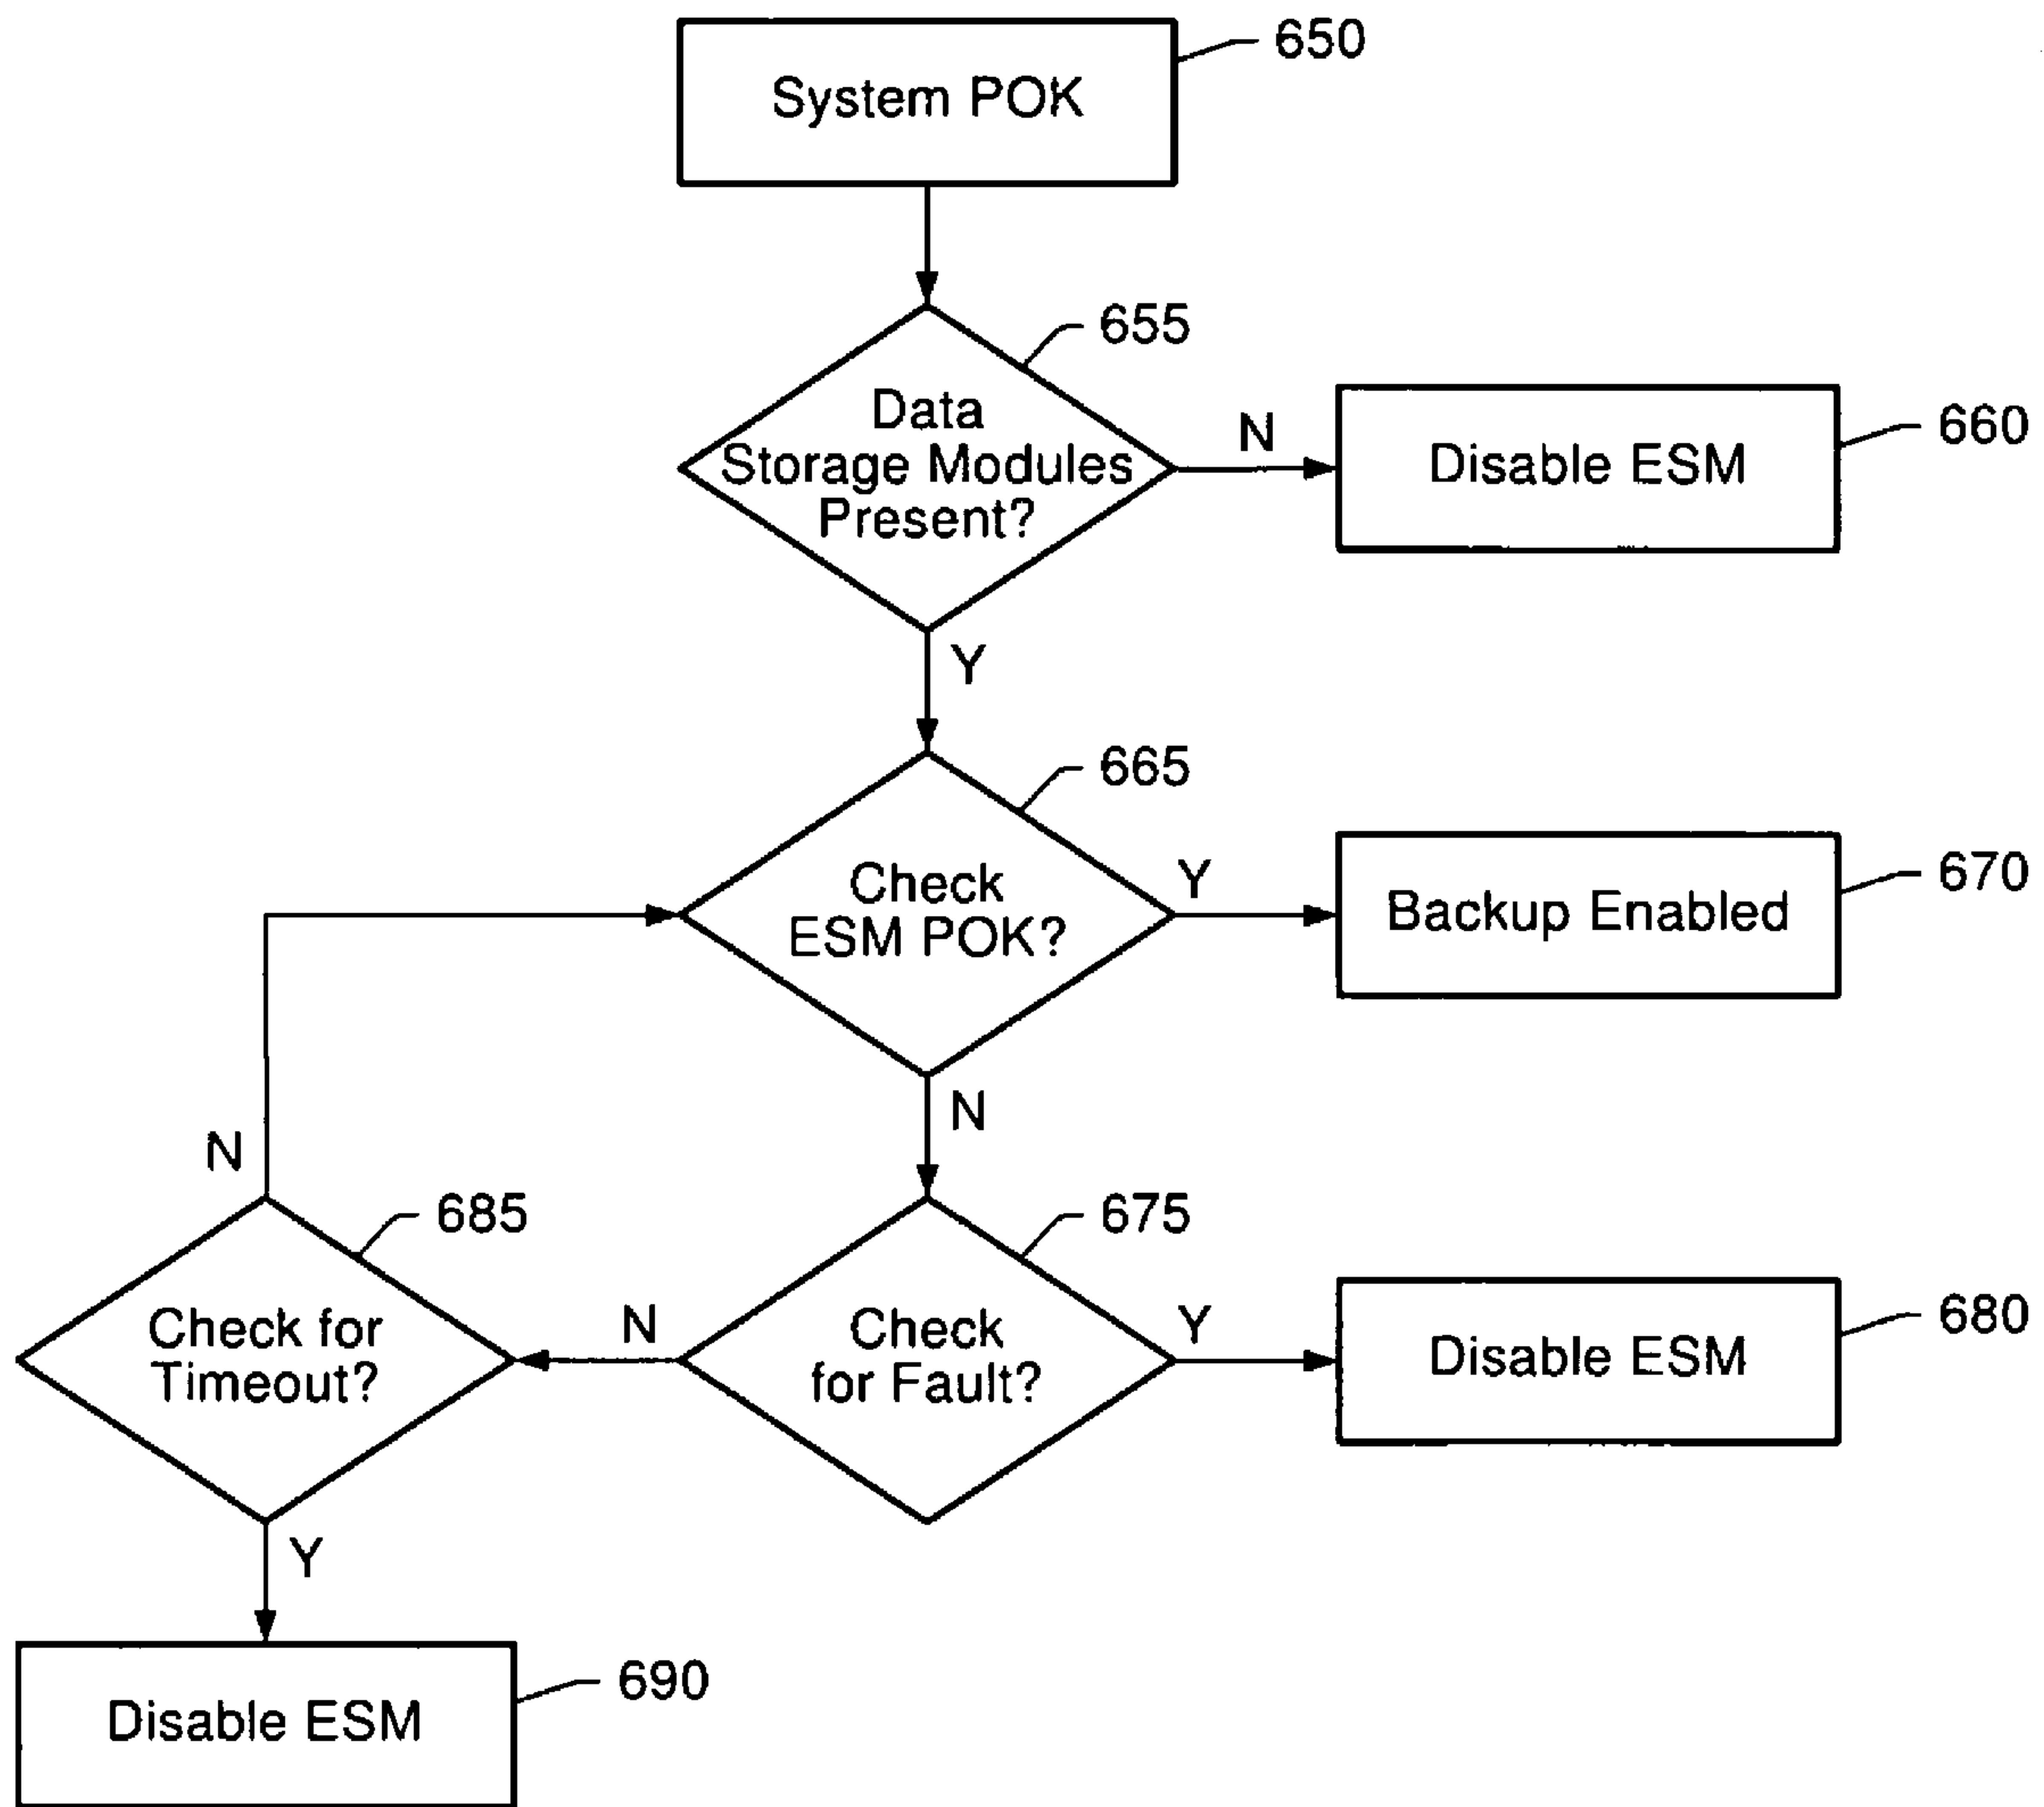 System POK
650
655
Data
Storage Modules
Present?
N
Disable ESM
660
Y
665
Check
ESM POK?
Y
Backup Enabled
670
N
N
685
675
Check for
Timeout?
N
Check
for Fault?
Y
Disable ESM
680
Y
Disable ESM
690